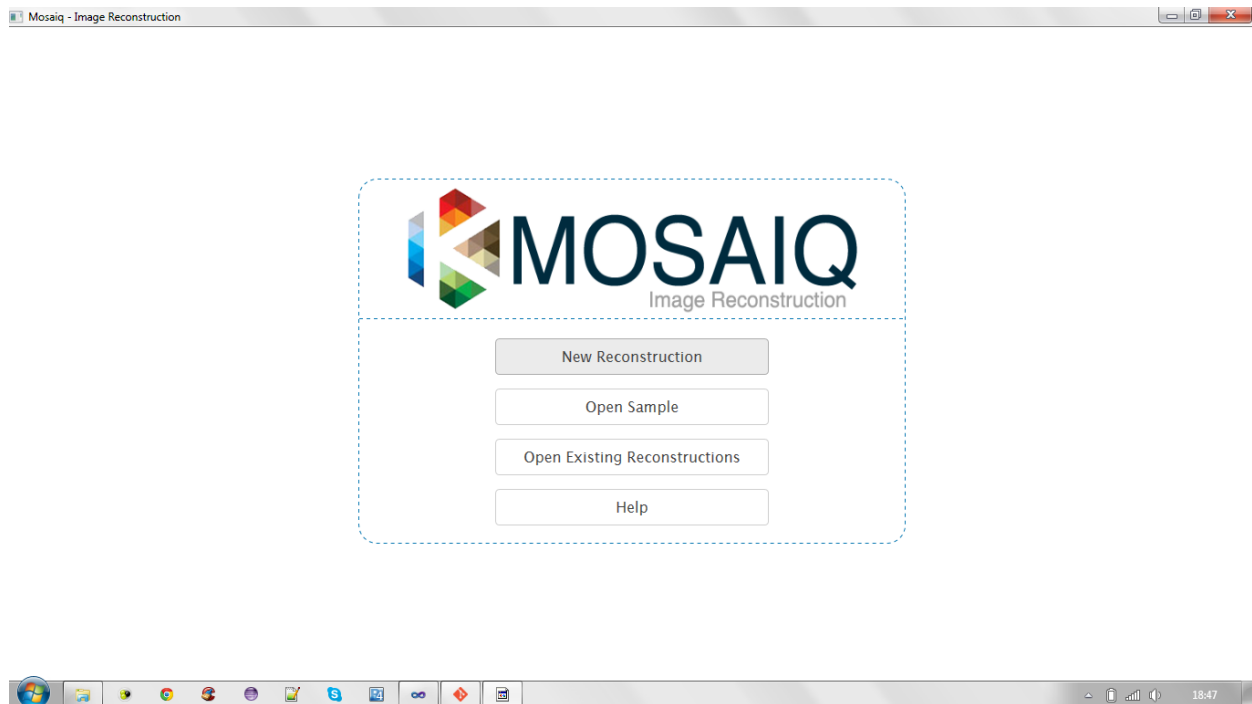 Mosaiq - Image Reconstruction
MOSAIQ
Image Reconstruction
New Reconstruction
Open Sample
Open Existing Reconstructions
Help
18:47